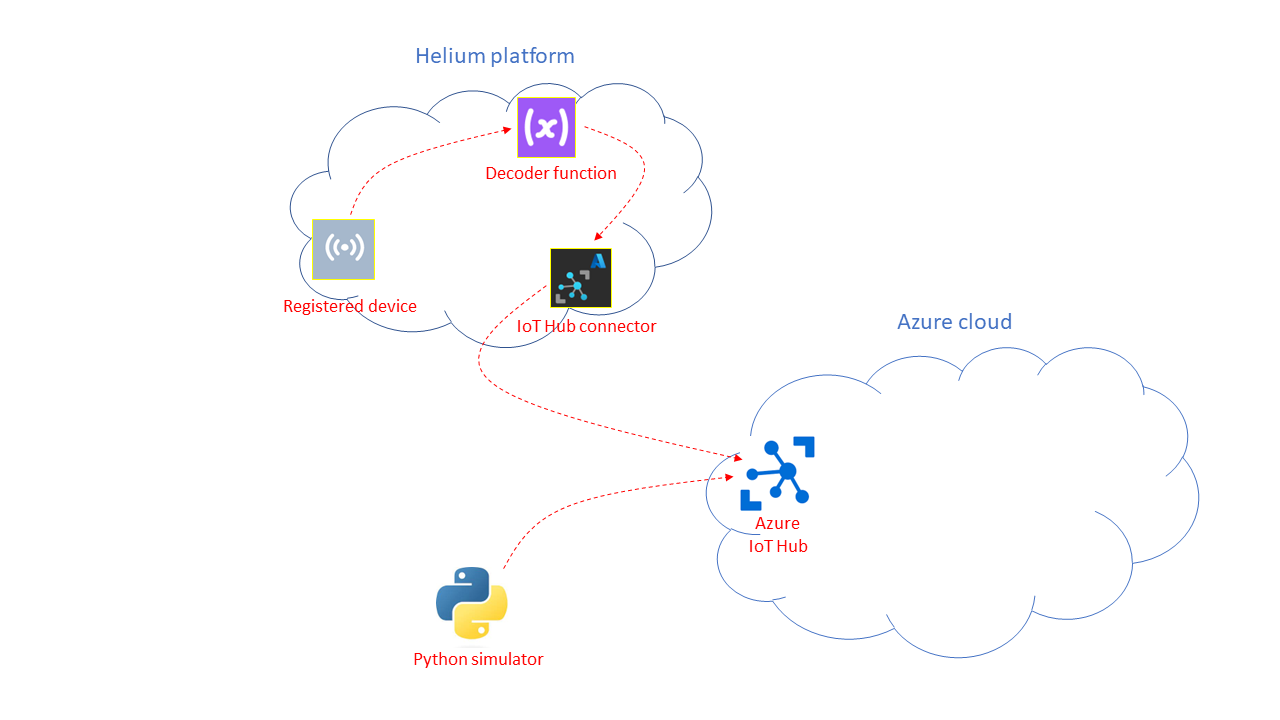 Helium platform
(x)
Decoder function
Registered device
IoT Hub connector
Azure cloud
Azure
IoT Hub
Python simulator